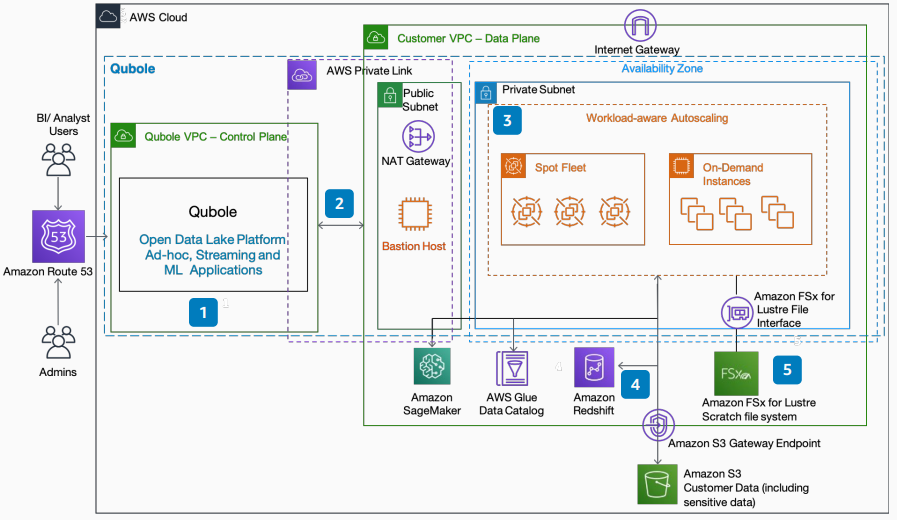 AWS Cloud
Customer VPC – Data Plane
Internet Gateway
Qubole
AWS Private Link
Availability Zone
Public
Subnet
Private Subnet
BI/ Analyst
Users
3
Workload-aware Autoscaling
Qubole VPC – Control Plane
NAT Gateway
Spot Fleet
On-Demand
Instances
2
Qubole
Open Data Lake Platform
Ad-hoc, Streaming and
ML Applications
53
Bastion Host
Amazon Route 53
1
Amazon FSx for
Lustre File
Interface
Admins
5
4
FSx
Amazon
SageMaker
AWS Glue
Data Catalog
Amazon
Redshift
Amazon FSx for Lustre
Scratch file system
Amazon S3 Gateway Endpoint
Amazon S3
Customer Data (including
sensitive data)